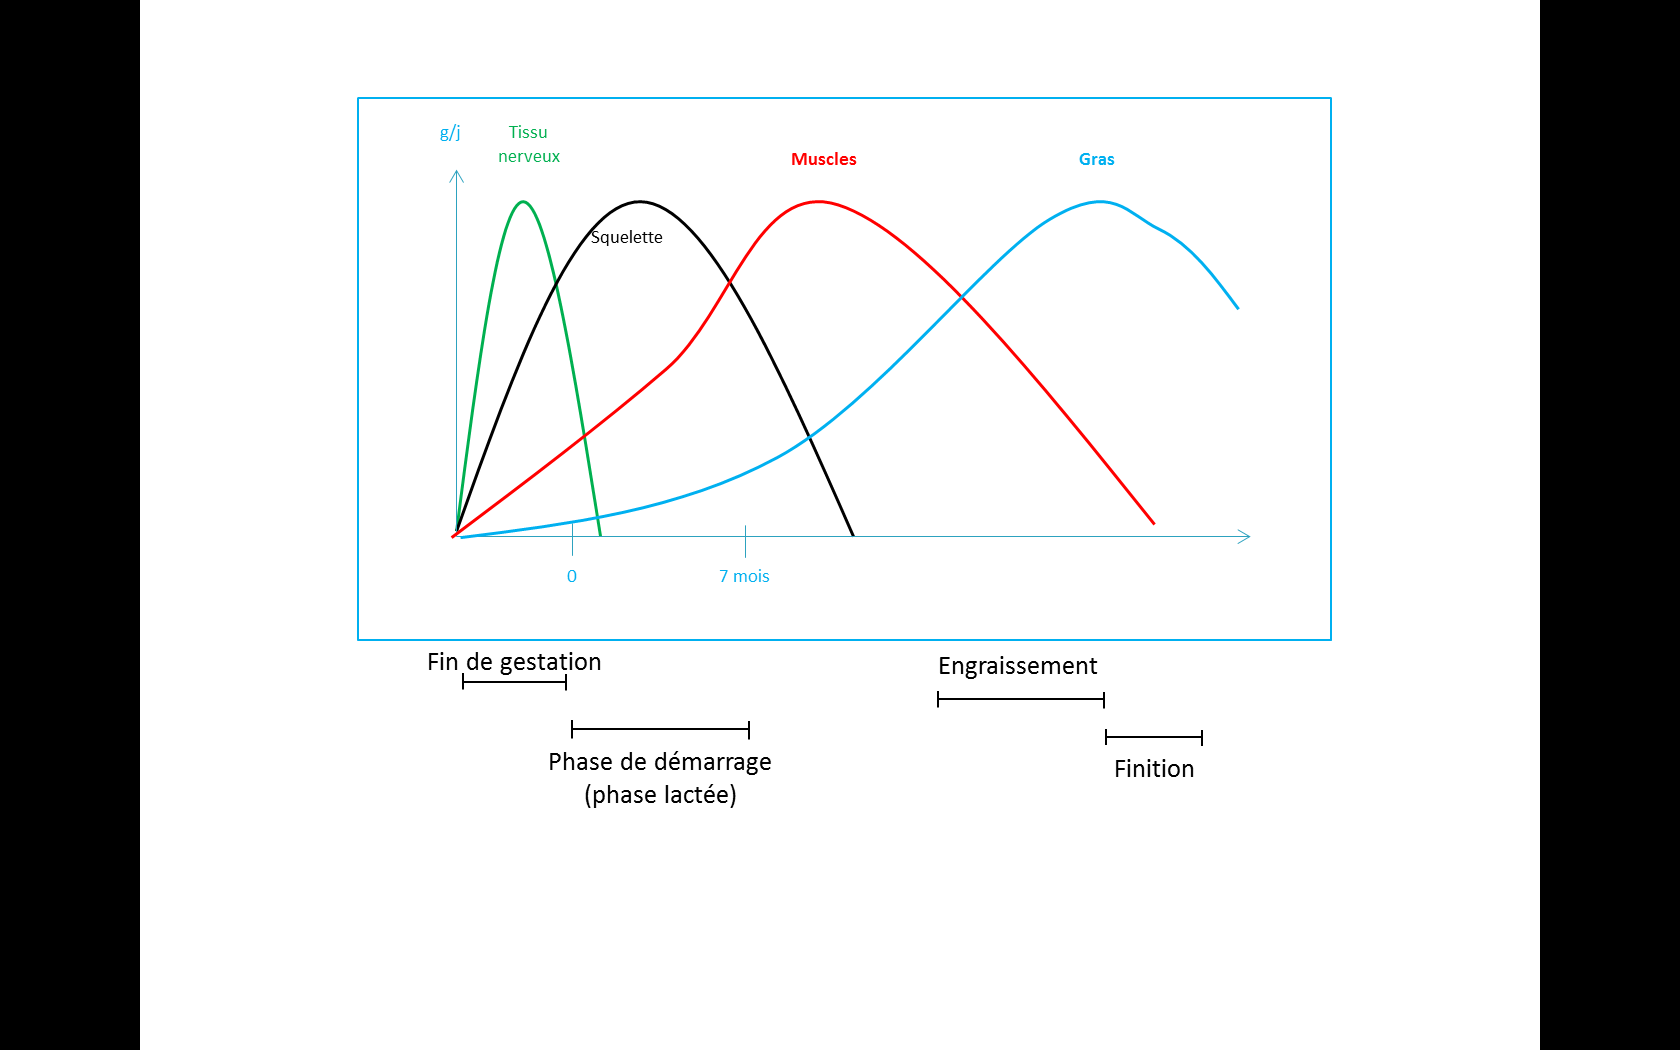 g/j
Tissu
nerveux
Muscles
Gras
Squelette
0
7 mois
Fin de gestation
Engraissement
Phase de démarrage
(phase lactée)
Finition